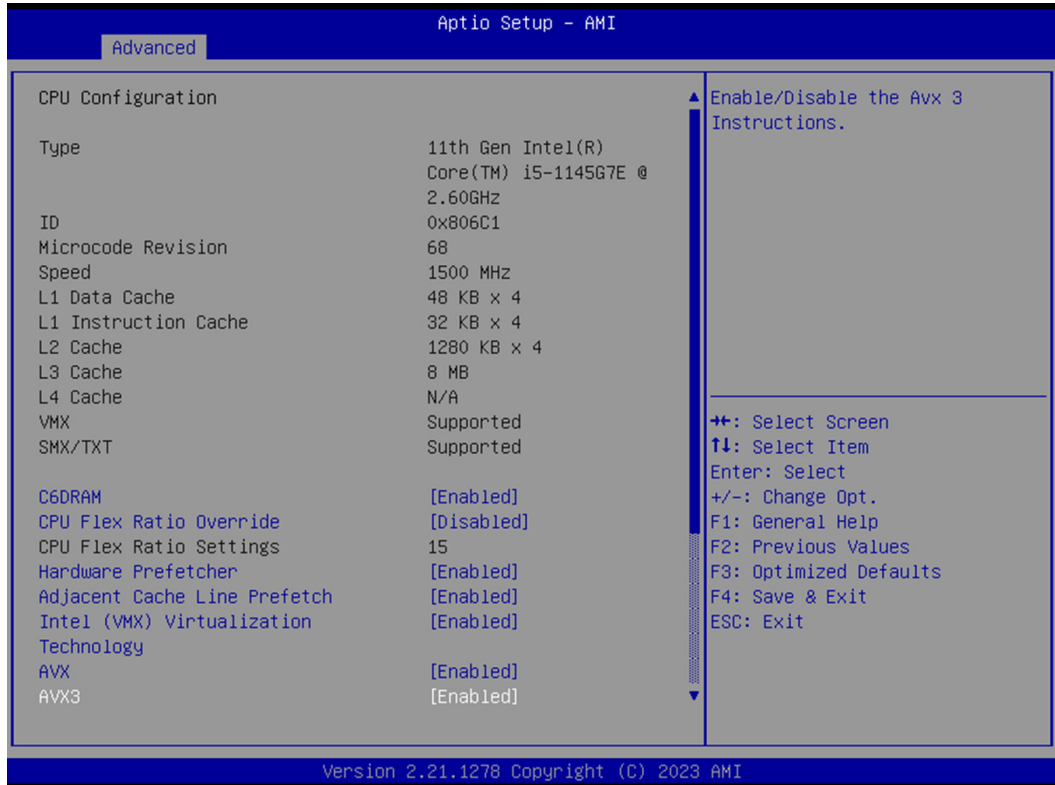 Aptio Setup – AMI
Advanced
CPU Configuration
Type 11th Gen Intel(R)
Core(TM) i5-1145G7E @
2.60GHz
ID 0x806C1
Microcode Revision 68
Speed 1500 MHz
L1 Data Cache 48 KB x 4
L1 Instruction Cache 32 KB x 4
L2 Cache 1280 KB x 4
L3 Cache 8 MB
L4 Cache N/A
VMX Supported
SMX/TXT Supported
C6DRAM [Enabled]
CPU Flex Ratio Override [Disabled]
CPU Flex Ratio Settings 15
Hardware Prefetcher [Enabled]
Adjacent Cache Line Prefetch [Enabled]
Intel (VMX) Virtualization [Enabled]
Technology
AVX [Enabled]
AVX3 [Enabled]
Enable/Disable the Avx 3
Instructions.
→←: Select Screen
↑↓: Select Item
Enter: Select
+/-: Change Opt.
F1: General Help
F2: Previous Values
F3: Optimized Defaults
F4: Save & Exit
ESC: Exit
Version 2.21.1278 Copyright (C) 2023 AMI